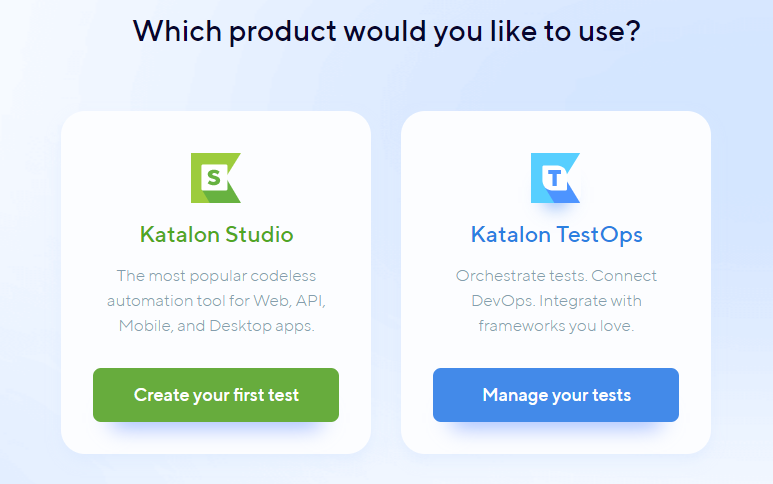 Which product would you like to use?
S
Katalon Studio
The most popular codeless
automation tool for Web, API,
Mobile, and Desktop apps.
Create your first test
T
Katalon TestOps
Orchestrate tests. Connect
DevOps. Integrate with
frameworks you love.
Manage your tests